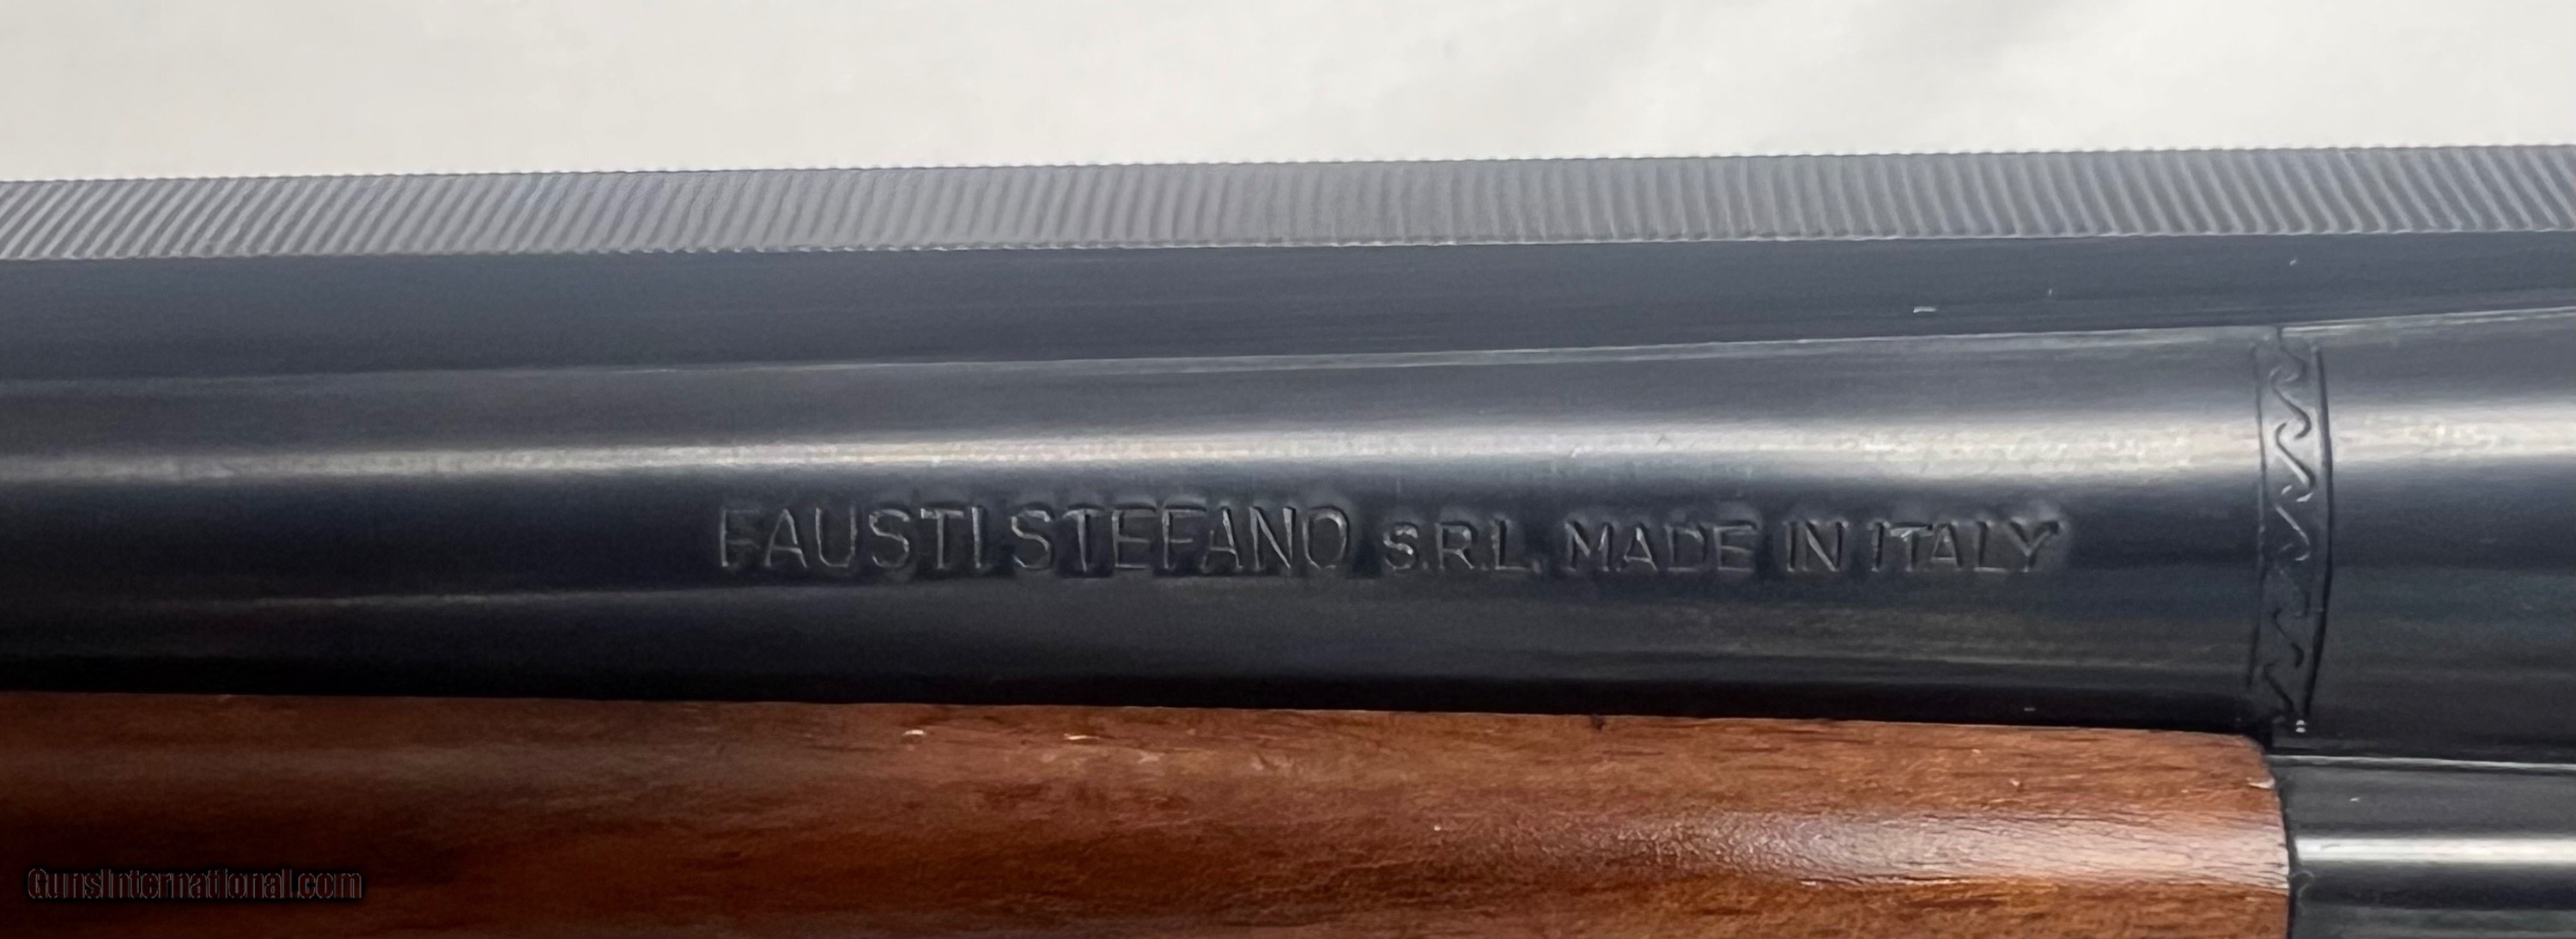 FAUSTI STEFANO S.R.L. MADE IN ITALY
GunsInternational.com